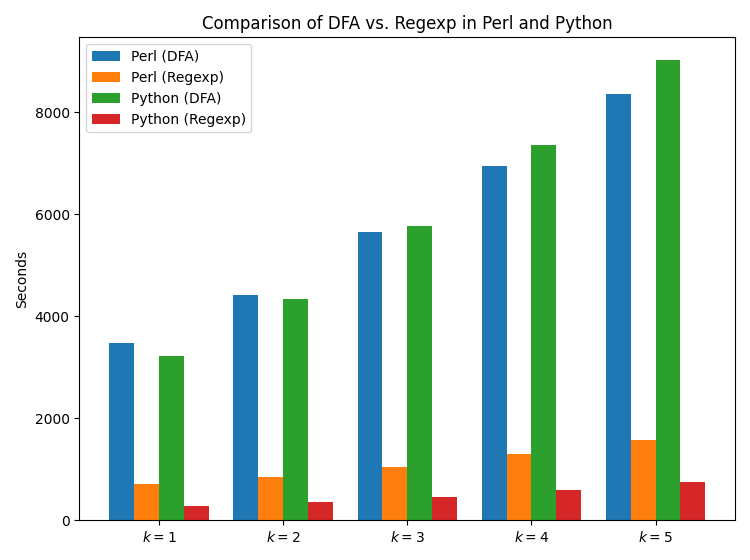 Comparison of DFA vs. Regexp in Perl and Python
Perl (DFA)
Perl (Regexp)
Python (DFA)
Python (Regexp)
Seconds
8000
6000
4000
2000
0
k = 1 k = 2 k = 3 k = 4 k = 5